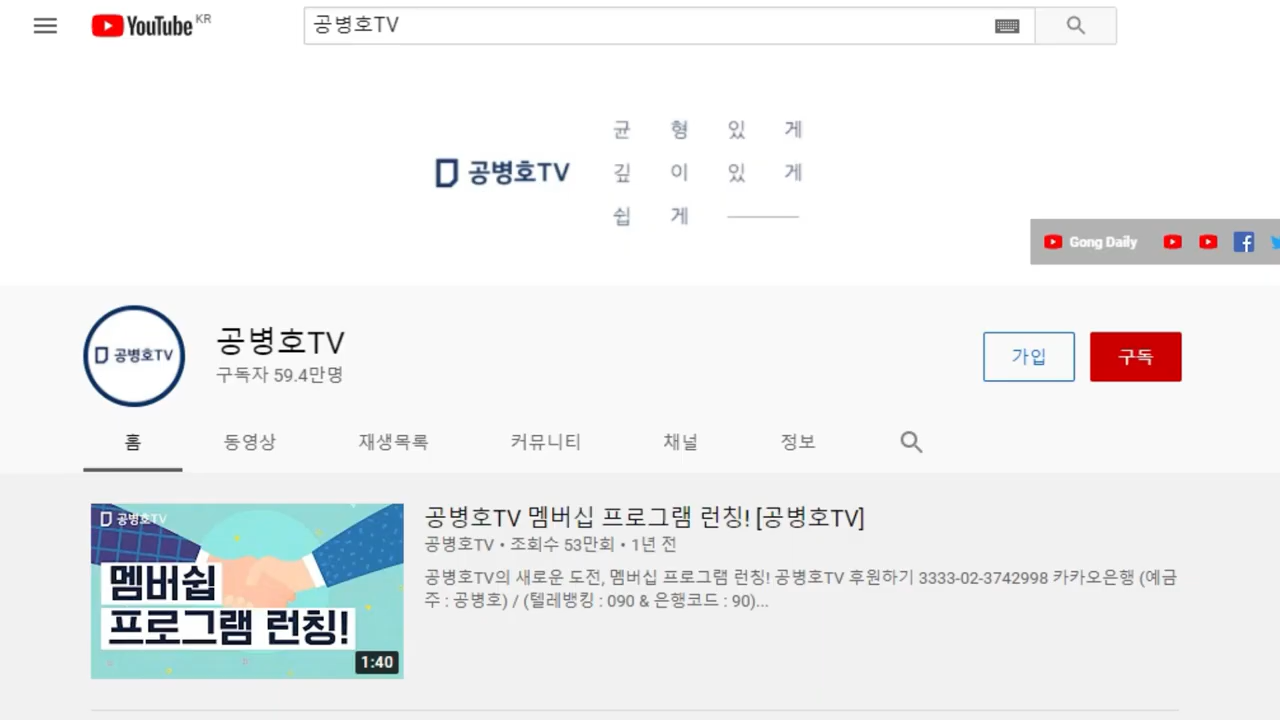 YouTube KR
공병호TV
균형있게
공병호TV 깊이있게
쉽게
Gong Daily
공병호TV
공병호TV
구독자 59.4만명
가입
구독
홈 동영상 재생목록 커뮤니티 채널 정보
공병호TV
멤버쉽
프로그램 런칭!
1:40
공병호TV 멤버십 프로그램 런칭! [공병호TV]
공병호TV • 조회수 53만회 • 1년 전
공병호TV의 새로운 도전, 멤버십 프로그램 런칭! 공병호TV 후원하기 3333-02-3742998 카카오은행 (예금
주 : 공병호) / (텔레뱅킹 : 090 & 은행코드 : 90)...